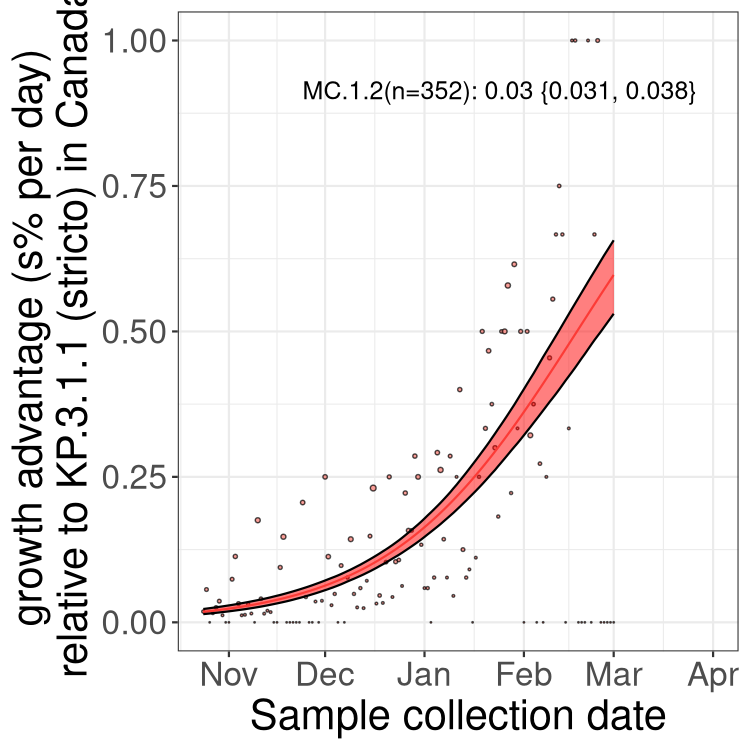 growth advantage (s% per day)
relative to KP.3.1.1 (stricto) in Canada
1.00
0.75
0.50
0.25
0.00
MC.1.2(n=352): 0.03 {0.031, 0.038}
Nov Dec Jan Feb Mar Apr
Sample collection date